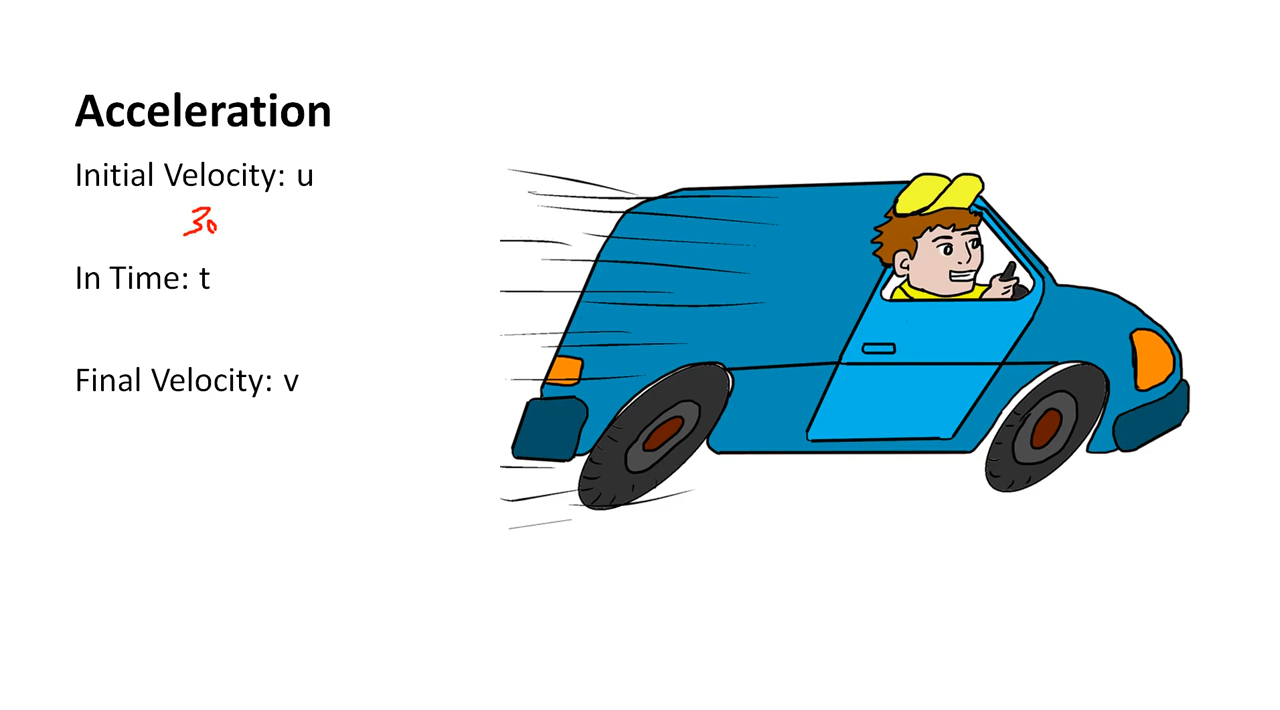 Acceleration
Initial Velocity: u
30
In Time: t
Final Velocity: v